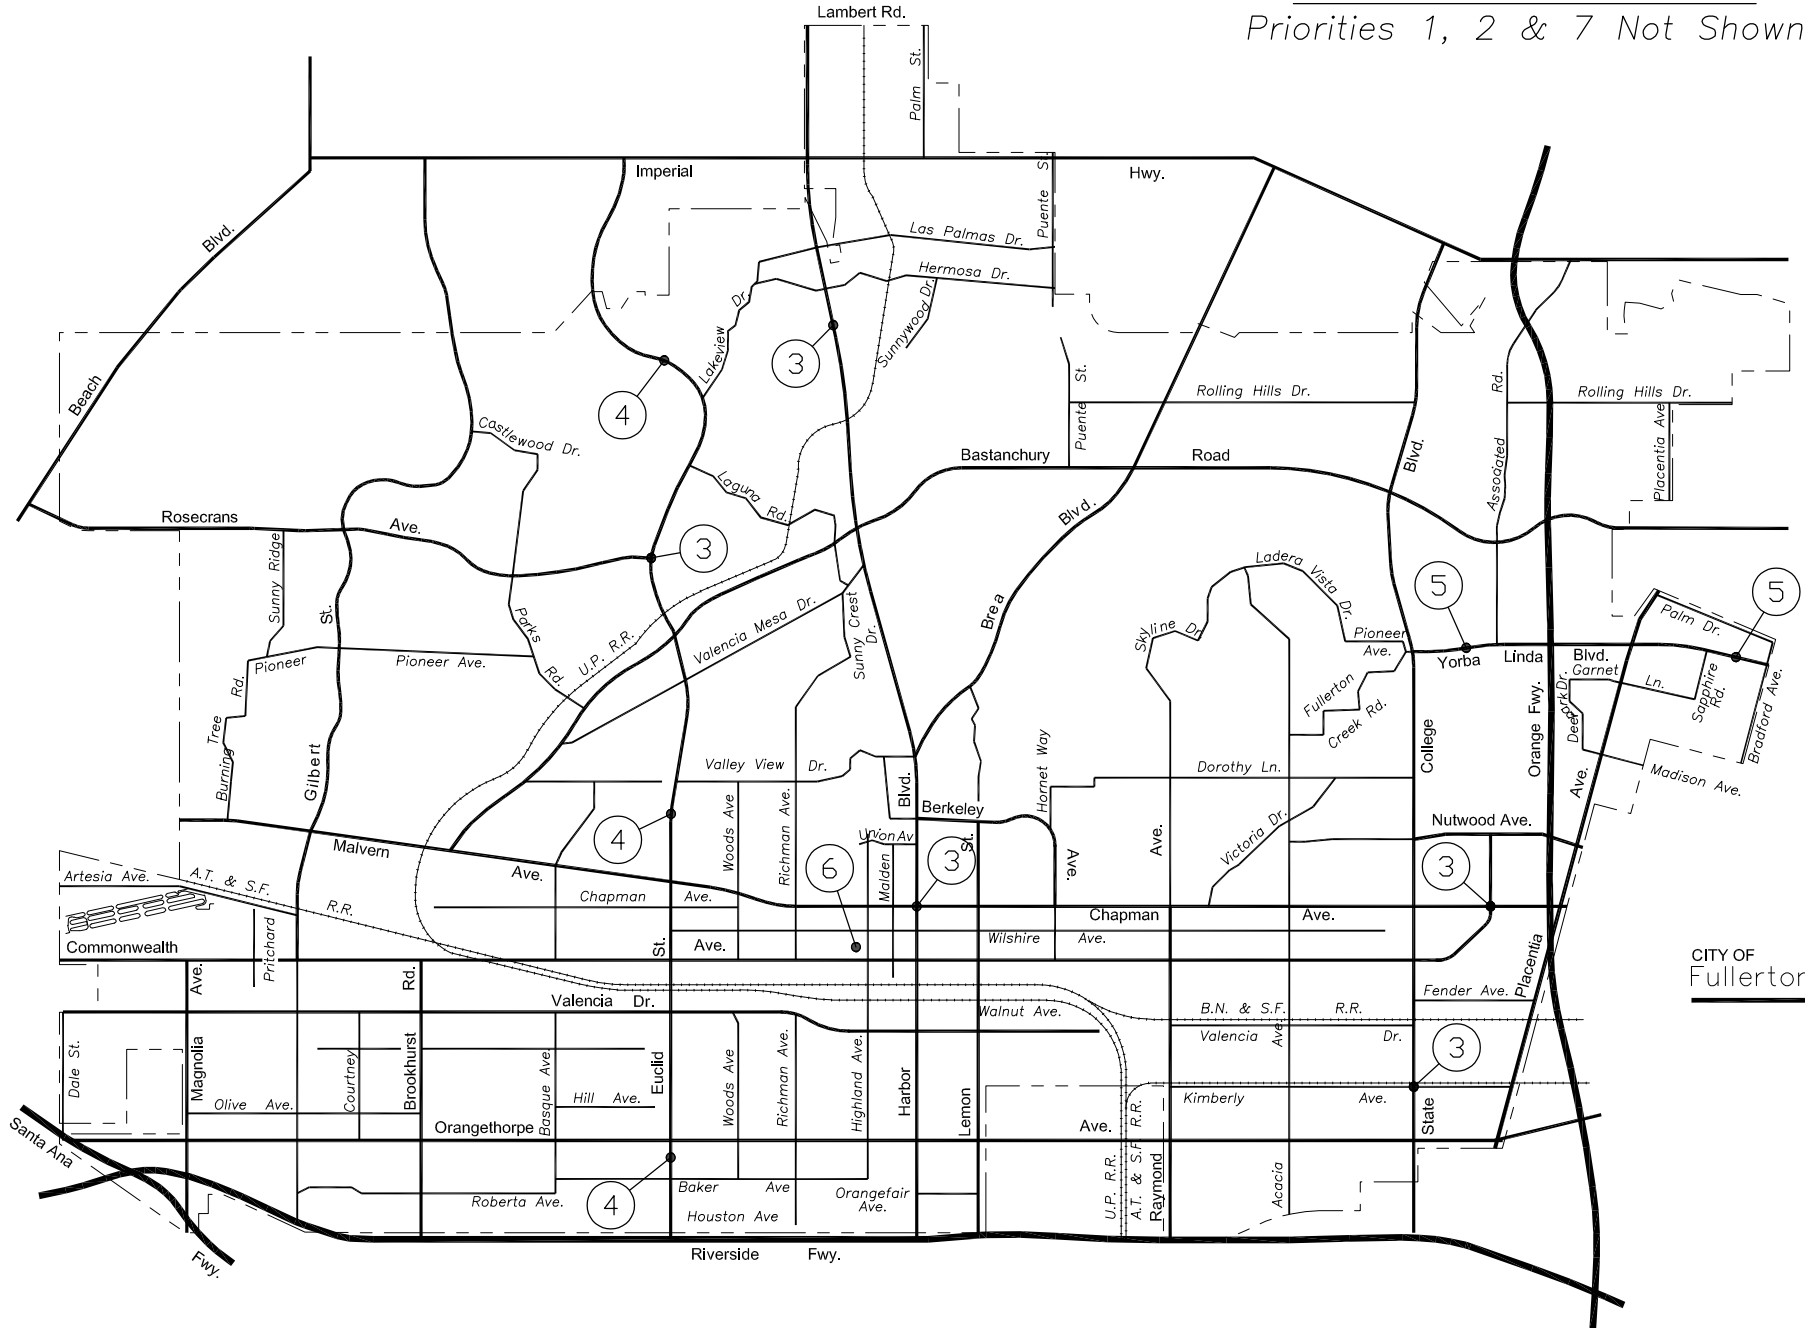 Lambert Rd.
Priorities 1, 2 & 7 Not Shown
Palm St.
Imperial Hwy.
Puente St.
Blvd.
Beach
Las Palmas Dr.
Hermosa Dr.
Sunnywood Dr.
Lakeview Dr.
3
4
Castlewood Dr.
Laguna Rd.
Puente St.
Rolling Hills Dr.
Rolling Hills Dr.
Associated Rd.
Placentia Ave
Blvd.
Bastanchury Road
Rosecrans Ave.
Blvd.
Brea
3
Sunny Ridge
St.
Gilbert
Parks Rd.
U.P. R.R.
Valencia Mesa Dr.
Sunny Crest Dr.
Skyline Dr
Ladera Vista Dr.
Pioneer Ave.
5
5
Palm Dr.
Yorba Linda Blvd.
Pioneer Pioneer Ave.
Burning Tree Rd.
Fullerton Creek Rd.
Garnet Ln.
Sapphire Rd.
Bradford Ave.
Deerpark Dr.
Madison Ave.
Orange Fwy.
College
Hornet Way
Valley View Dr.
Dorothy Ln.
Blvd.
Berkeley
Ave.
Victoria Dr.
Nutwood Ave.
Malvern Ave.
4
Woods Ave
Richman Ave.
Union Av
Malden
St.
Ave.
Ave.
6
3
3
Artesia Ave.
A.T. & S.F. R.R.
Chapman Ave.
Chapman Ave.
Commonwealth Ave.
Wilshire Ave.
Pritchard
Ave.
Rd.
St.
Placentia
CITY OF
Fullerton
Valencia Dr.
Walnut Ave.
Fender Ave.
B.N. & S.F. R.R.
Valencia Dr.
Ave
Dale St.
Magnolia
Courtney
Brookhurst
Basque Ave.
Euclid
Woods Ave
Richman Ave.
Highland Ave.
Harbor
Lemon
3
Olive Ave.
Hill Ave.
Kimberly Ave.
State
Orangethorpe Ave.
Santa Ana Fwy.
4
Roberta Ave.
Baker Ave
Orangefair Ave.
Houston Ave
U.P. R.R.
A.T. & S.F. R.R.
Raymond
Acacia
Riverside Fwy.